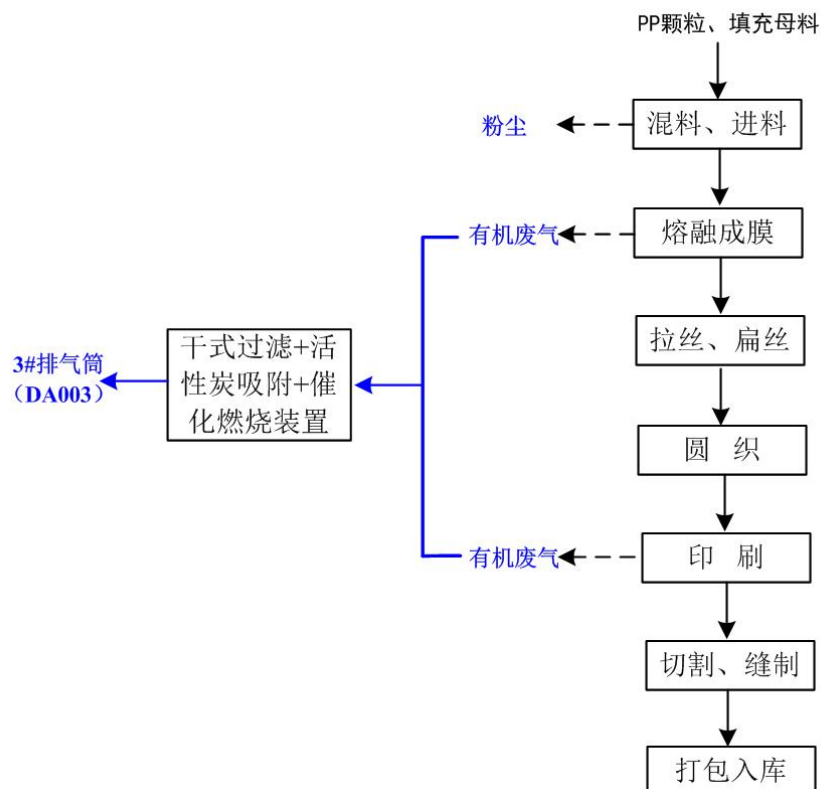 PP颗粒、填充母料
粉尘
混料、进料
有机废气
熔融成膜
拉丝、扁丝
3#排气筒
（DA003）
干式过滤+活
性炭吸附+催
化燃烧装置
圆 织
有机废气
印 刷
切割、缝制
打包入库